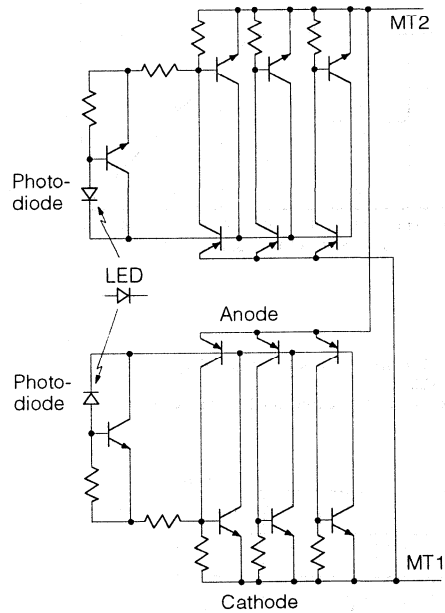 MT2
Photo-
diode
LED
Anode
Photo-
diode
MT1
Cathode